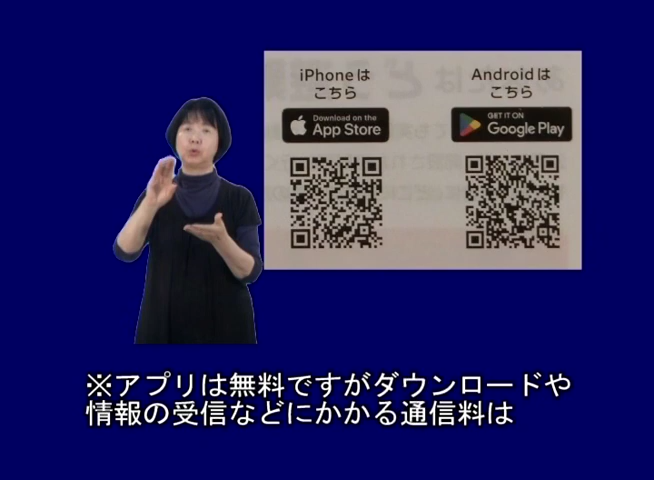 iPhoneは
こちら
Download on the
App Store
Androidは
こちら
GET IT ON
Google Play
※アプリは無料ですがダウンロードや
情報の受信などにかかる通信料は